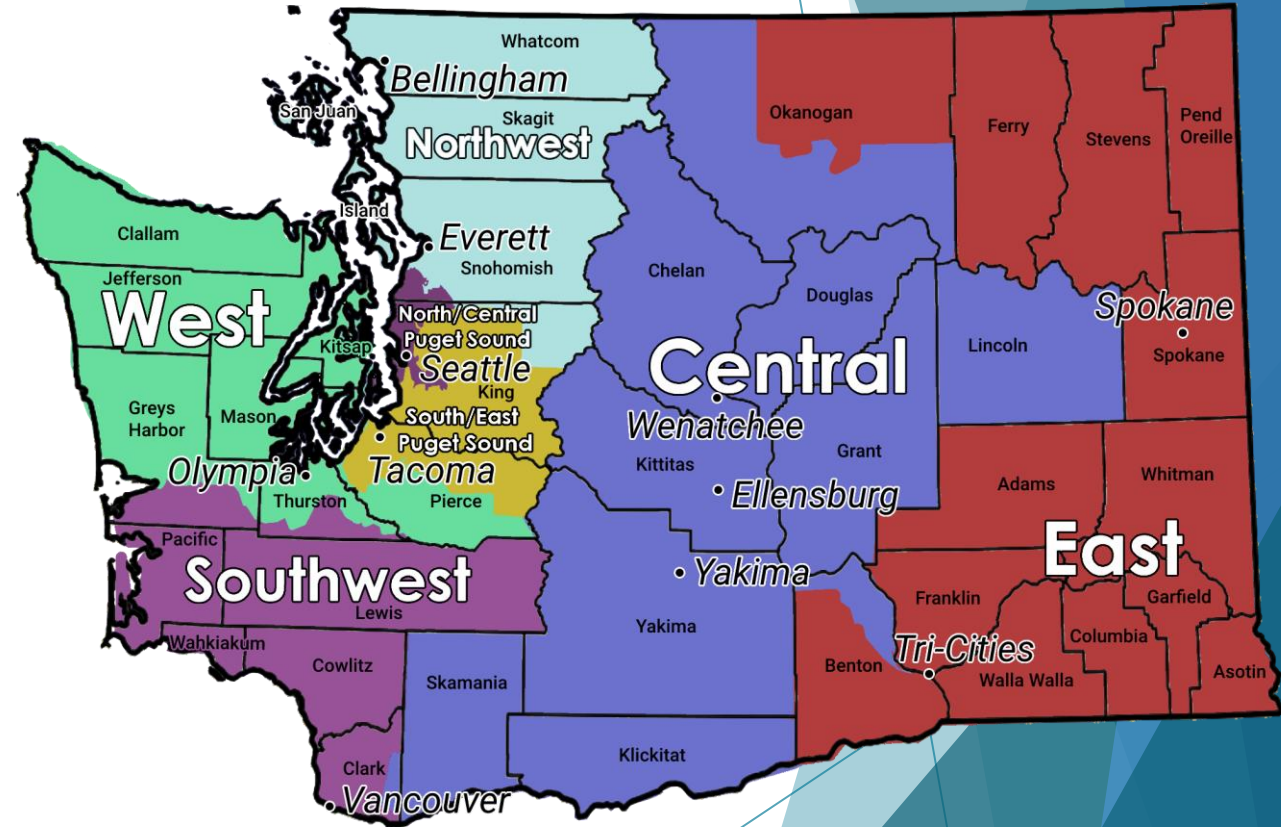 Whatcom
Bellingham
San Juan
Skagit
Northwest
Okanogan
Ferry
Stevens
Pend
Oreille
Island
Clallam
Everett
Snohomish
Chelan
Jefferson
West
Douglas
Spokane
North/Central
Puget Sound
Kitsap
Seattle
Central
Lincoln
Spokane
King
Greys
Harbor
Mason
South/East
Puget Sound
Wenatchee
Olympia
Tacoma
Kittitas
Grant
Adams
Whitman
Thurston
Pierce
Ellensburg
Pacific
East
Southwest
Yakima
Lewis
Franklin
Garfield
Wahkiakum
Yakima
Columbia
Cowlitz
Tri-Cities
Skamania
Benton
Walla Walla
Asotin
Klickitat
Clark
Vancouver